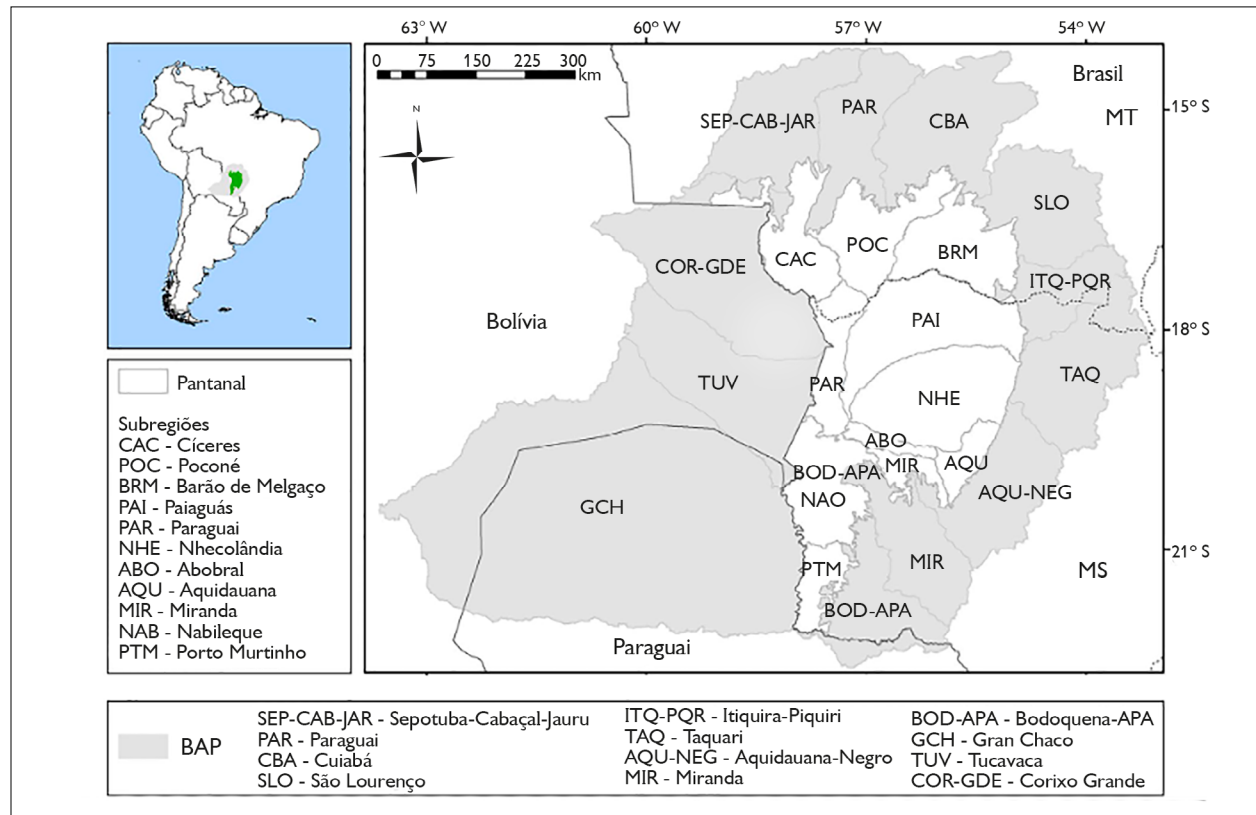 63° W 60° W 57° W 54° W
0 75 150 225 300
km
N
Brasil
MT
15° S
18° S
21° S
SEP-CAB-JAR
PAR
CBA
SLO
CAC
POC
BRM
COR-GDE
ITQ-PQR
Bolívia
PAI
TUV
PAR
NHE
TAQ
ABO
BOD-APA
MIR
AQU
AQU-NEG
NAO
GCH
PTM
MIR
MS
BOD-APA
Paraguai
Pantanal
Subregiões
CAC - Cíceres
POC - Poconé
BRM - Barão de Melgaço
PAI - Paiaguás
PAR - Paraguai
NHE - Nhecolândia
ABO - Abobral
AQU - Aquidauana
MIR - Miranda
NAB - Nabileque
PTM - Porto Murtinho
BAP
SEP-CAB-JAR - Sepotuba-Cabaçal-Jauru
PAR - Paraguai
CBA - Cuiabá
SLO - São Lourenço
ITQ-PQR - Itiquira-Piquiri
TAQ - Taquari
AQU-NEG - Aquidauana-Negro
MIR - Miranda
BOD-APA - Bodoquena-APA
GCH - Gran Chaco
TUV - Tucavaca
COR-GDE - Corixo Grande